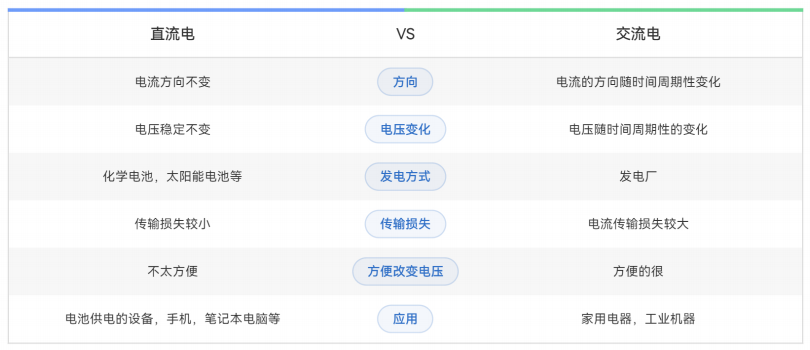 直流电 VS 交流电
电流方向不变 方向 电流的方向随时间周期性变化
电压稳定不变 电压变化 电压随时间周期性的变化
化学电池，太阳能电池等 发电方式 发电厂
传输损失较小 传输损失 电流传输损失较大
不太方便 方便改变电压 方便的很
电池供电的设备，手机，笔记本电脑等 应用 家用电器，工业机器